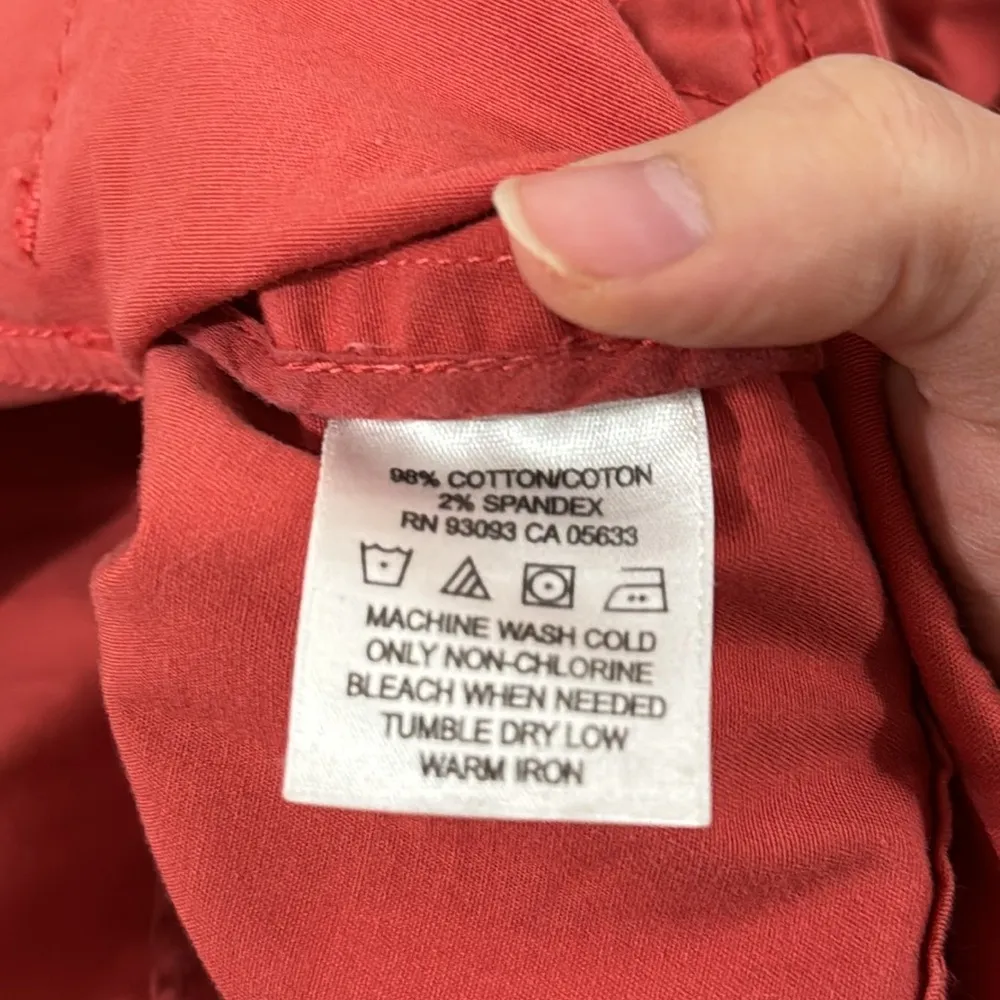 98% COTTON/COTON
2% SPANDEX
RN 93093 CA 05633
MACHINE WASH COLD
ONLY NON-CHLORINE
BLEACH WHEN NEEDED
TUMBLE DRY LOW
WARM IRON